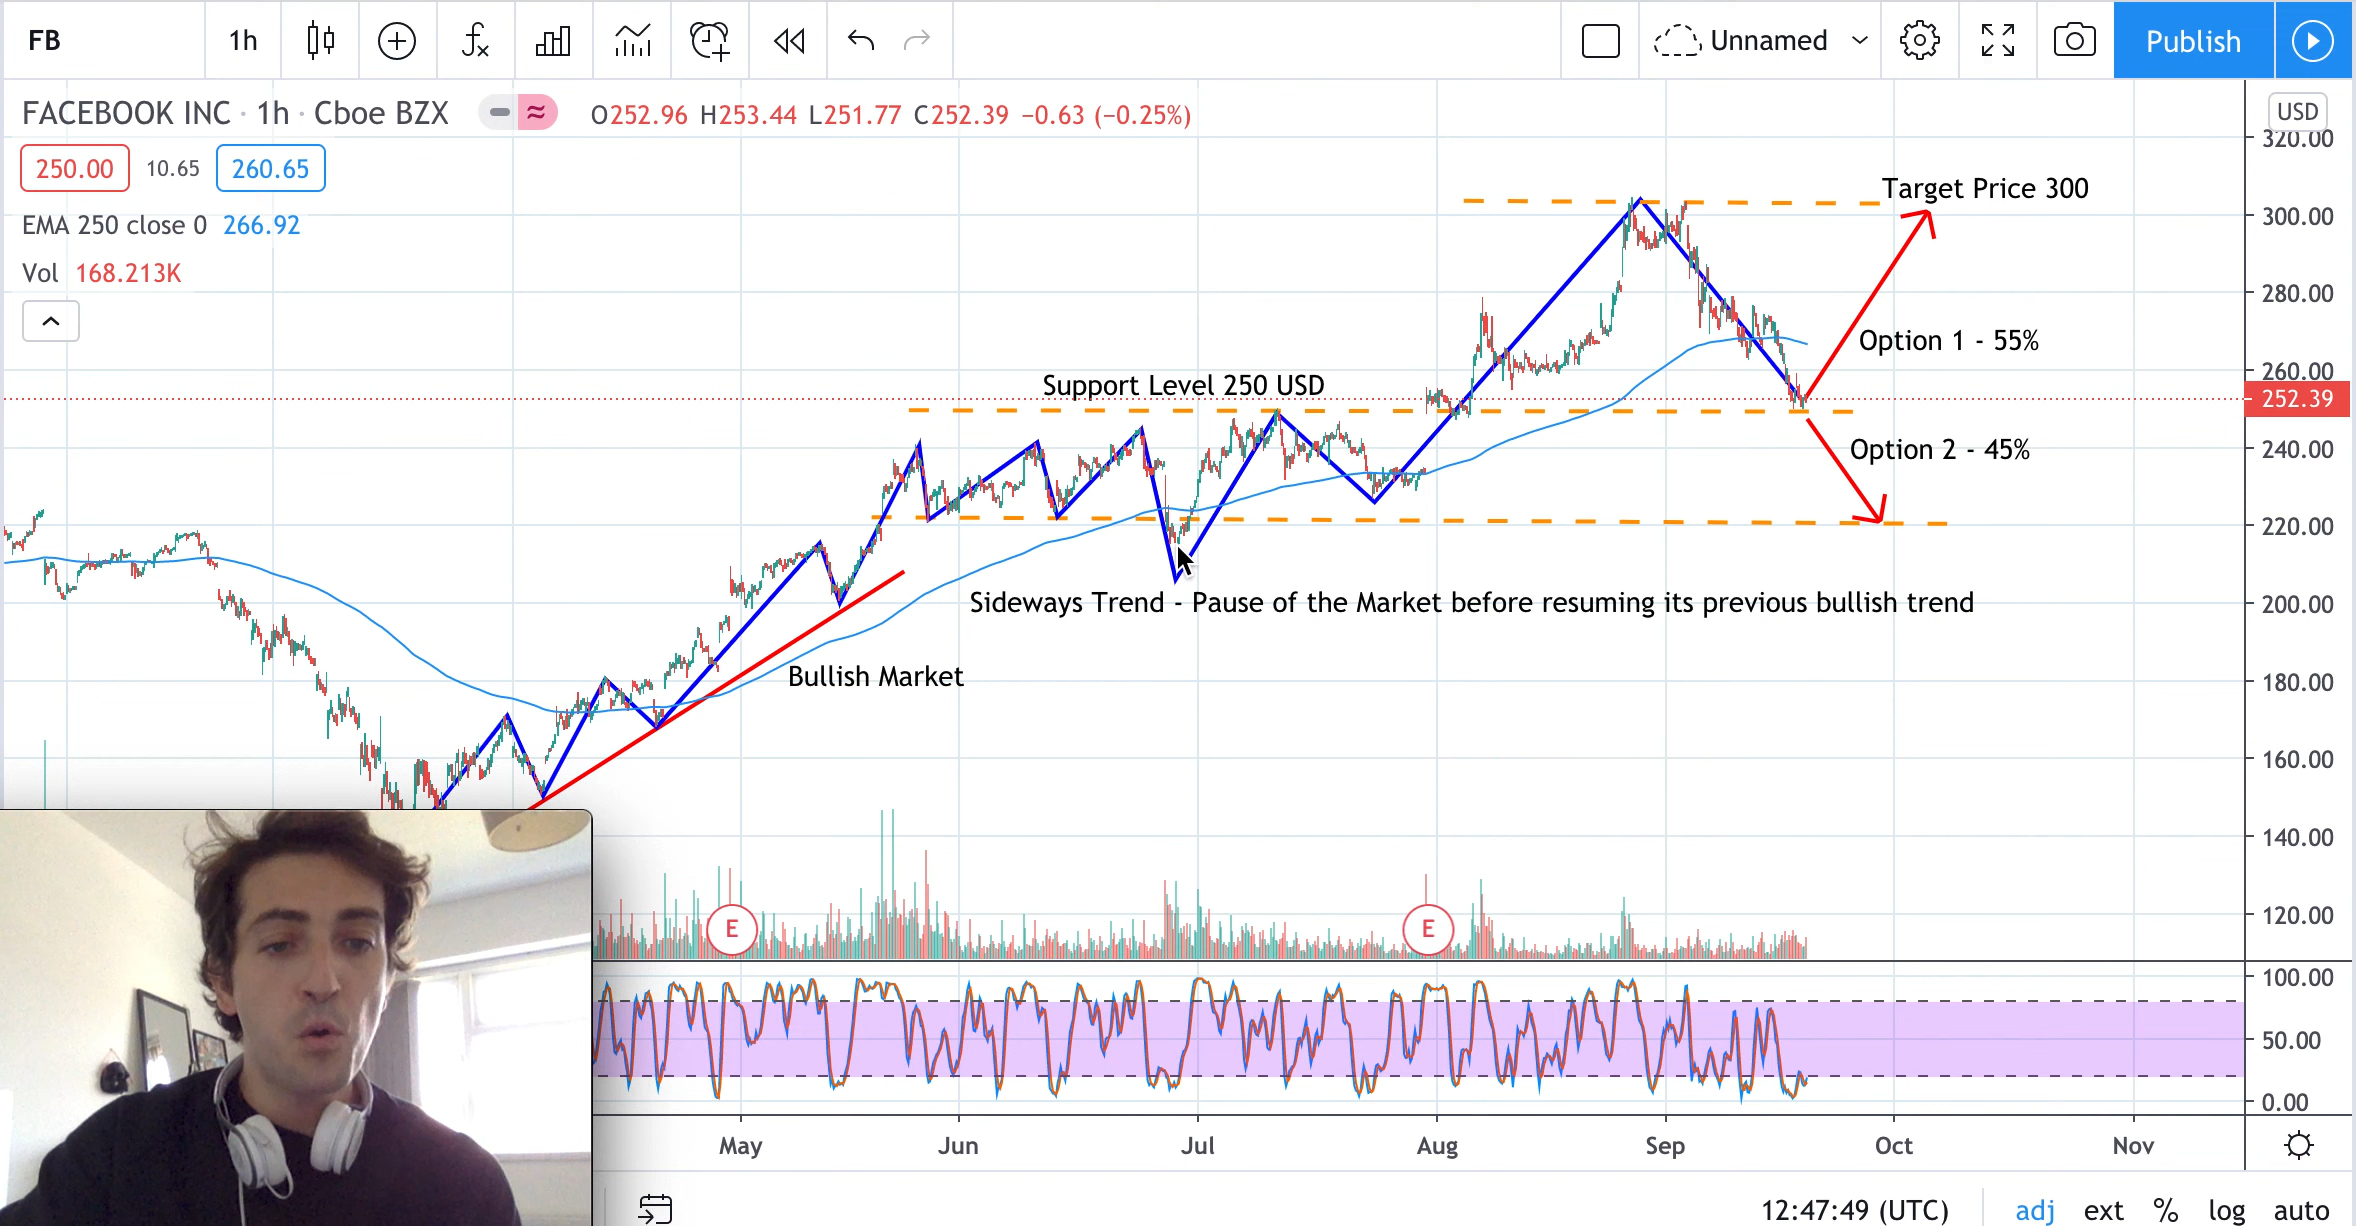 FB
1h
Unnamed
Publish
FACEBOOK INC · 1h · Cboe BZX
O252.96 H253.44 L251.77 C252.39 −0.63 (−0.25%)
USD
250.00 10.65 260.65
EMA 250 close 0 266.92
Vol 168.213K
320.00
300.00
280.00
260.00
252.39
240.00
220.00
200.00
180.00
160.00
140.00
120.00
100.00
50.00
0.00
Target Price 300
Option 1 - 55%
Support Level 250 USD
Option 2 - 45%
Sideways Trend - Pause of the Market before resuming its previous bullish trend
Bullish Market
E
E
May Jun Jul Aug Sep Oct Nov
12:47:49 (UTC) adj ext % log auto